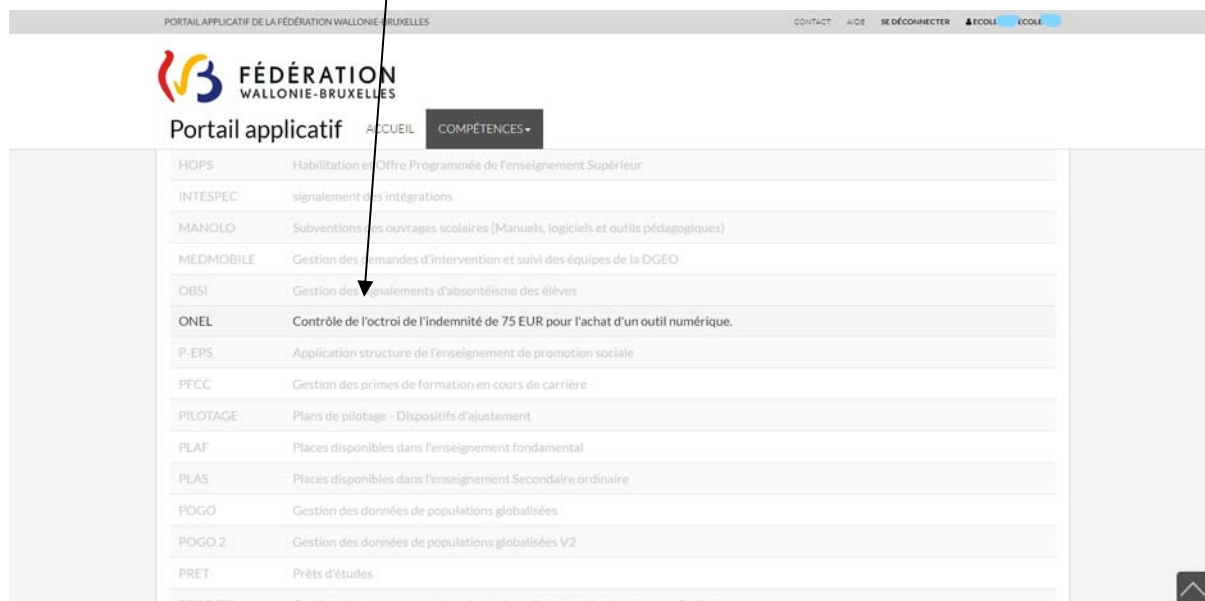 PORTAIL APPLICATIF DE LA FÉDÉRATION WALLONIE-BRUXELLES CONTACT AIDE SE DÉCONNECTER ECOLE ECOLE
FÉDÉRATION
WALLONIE-BRUXELLES
Portail applicatif ACCUEIL COMPÉTENCES
HOPS Habilitation et Offre Programmée de l'enseignement Supérieur
INTESPEC signalement des intégrations
MANOLO Subventions des ouvrages scolaires (Manuels, logiciels et outils pédagogiques)
MEDMOBILE Gestion des demandes d'intervention et suivi des équipes de la DGEO
OBSI Gestion des signalements d'absentéisme des élèves
ONEL Contrôle de l'octroi de l'indemnité de 75 EUR pour l'achat d'un outil numérique.
P-EPS Application structure de l'enseignement de promotion sociale
PFCC Gestion des primes de formation en cours de carrière
PILOTAGE Plans de pilotage - Dispositifs d'ajustement
PLAF Places disponibles dans l'enseignement fondamental
PLAS Places disponibles dans l'enseignement Secondaire ordinaire
POGO Gestion des données de populations globalisées
POGO 2 Gestion des données de populations globalisées V2
PRET Prêts d'études